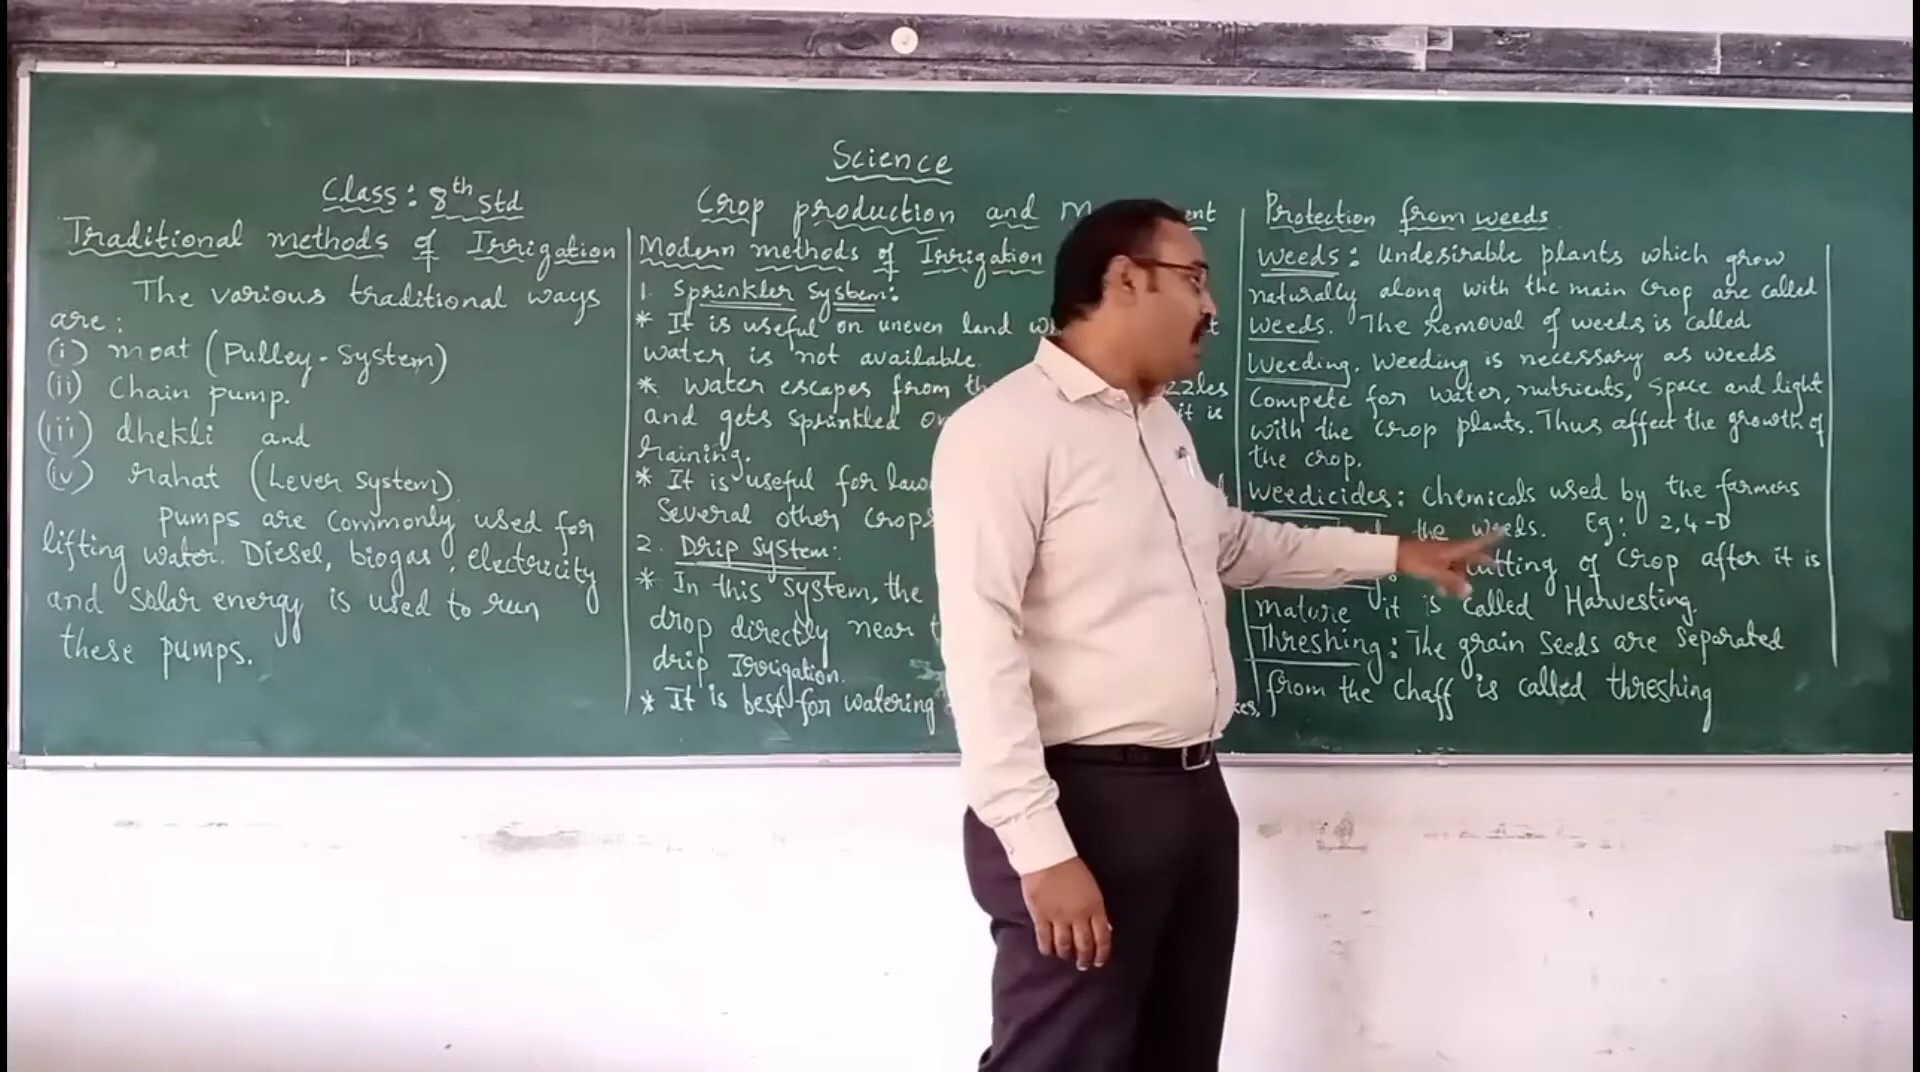 Science
Class: 8th Std
Crop production and M ent
Traditional methods of Irrigation
The various traditional ways
are:
(i) moat (Pulley-System)
(ii) Chain pump.
(iii) dhekli and
(iv) rahat (Lever System).
pumps are commonly used for
lifting water. Diesel, biogas, electricity
and Solar energy is used to run
these pumps.
Modern methods of Irrigation
1. Sprinkler System:
* It is useful on uneven land
water is not available.
* Water escapes from
and gets sprinkled it is
raining.
* It is useful for
Several other crops
2. Drip System:
* In this system, the
drop directly near
drip Irrigation.
* It is best for watering
Protection from weeds.
Weeds: Undesirable plants which grow
naturally along with the main crop are called
weeds. The removal of weeds is called
Weeding. Weeding is necessary as weeds
Compete for water, nutrients, space and light
with the crop plants. Thus affect the growth of
the crop.
Weedicides: Chemicals used by the farmers
the weeds. Eg: 2,4-D
cutting of Crop after it is
mature it is called Harvesting.
Threshing: The grain seeds are separated
from the chaff is called threshing